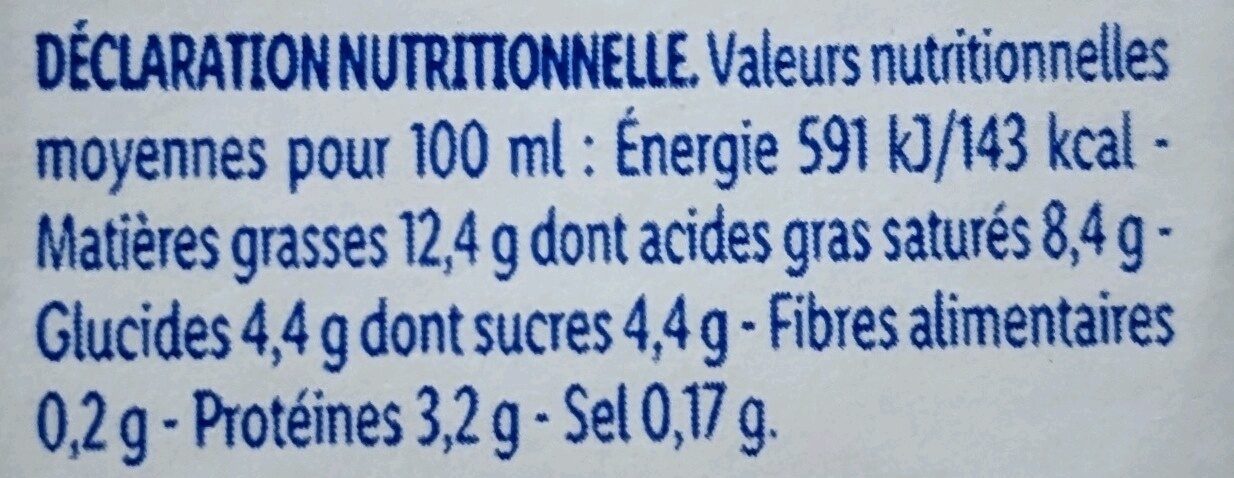 DÉCLARATION NUTRITIONNELLE. Valeurs nutritionnelles
moyennes pour 100 ml : Énergie 591 kJ/143 kcal -
Matières grasses 12,4 g dont acides gras saturés 8,4 g -
Glucides 4,4 g dont sucres 4,4 g - Fibres alimentaires
0,2 g - Protéines 3,2 g - Sel 0,17 g.